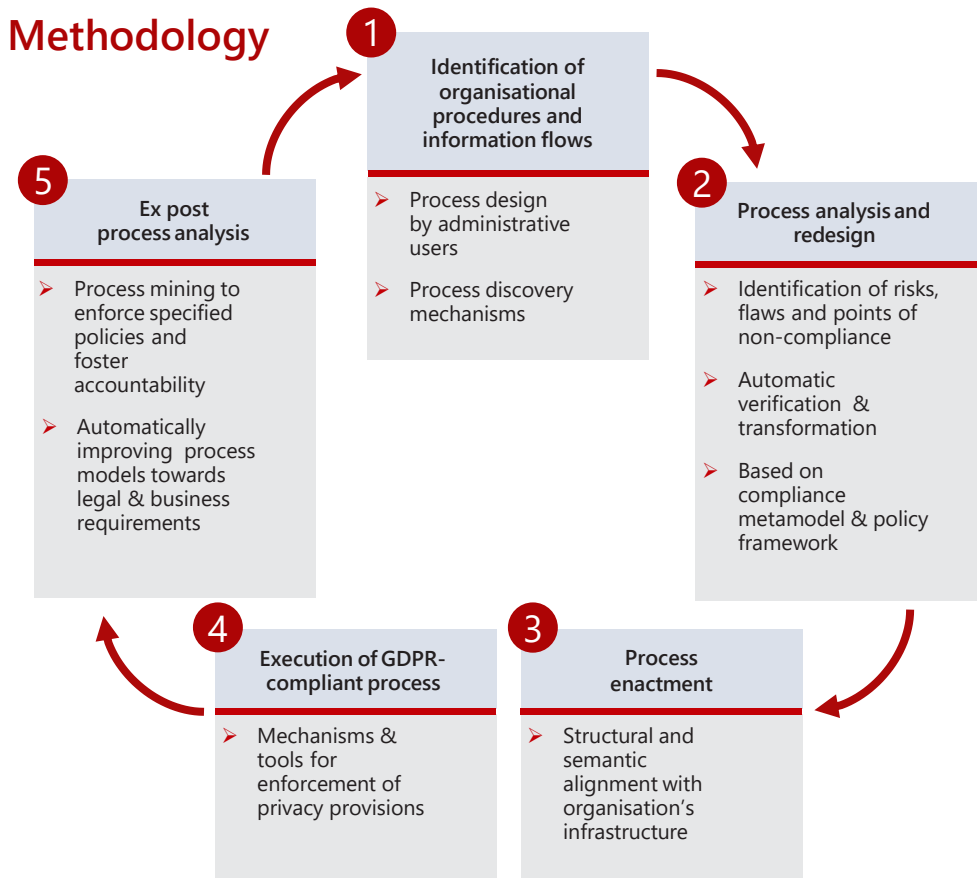 Methodology
1
Identification of
organisational
procedures and
information flows
➢ Process design
by administrative
users
➢ Process discovery
mechanisms
2
Process analysis and
redesign
➢ Identification of risks,
flaws and points of
non-compliance
➢ Automatic
verification & 
transformation
➢ Based on
compliance
metamodel & policy
framework
3
Process
enactment
➢ Structural and
semantic
alignment with
organisation's
infrastructure
4
Execution of GDPR-
compliant process
➢ Mechanisms &
tools for
enforcement of
privacy provisions
5
Ex post
process analysis
➢ Process mining to
enforce specified
policies and
foster
accountability
➢ Automatically
improving process
models towards
legal & business
requirements